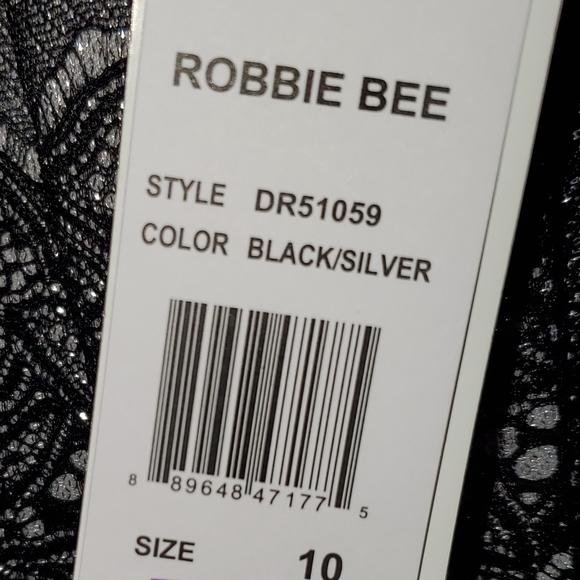 ROBBIE BEE
STYLE DR51059
COLOR BLACK/SILVER
8 89648 47177 5
SIZE 10